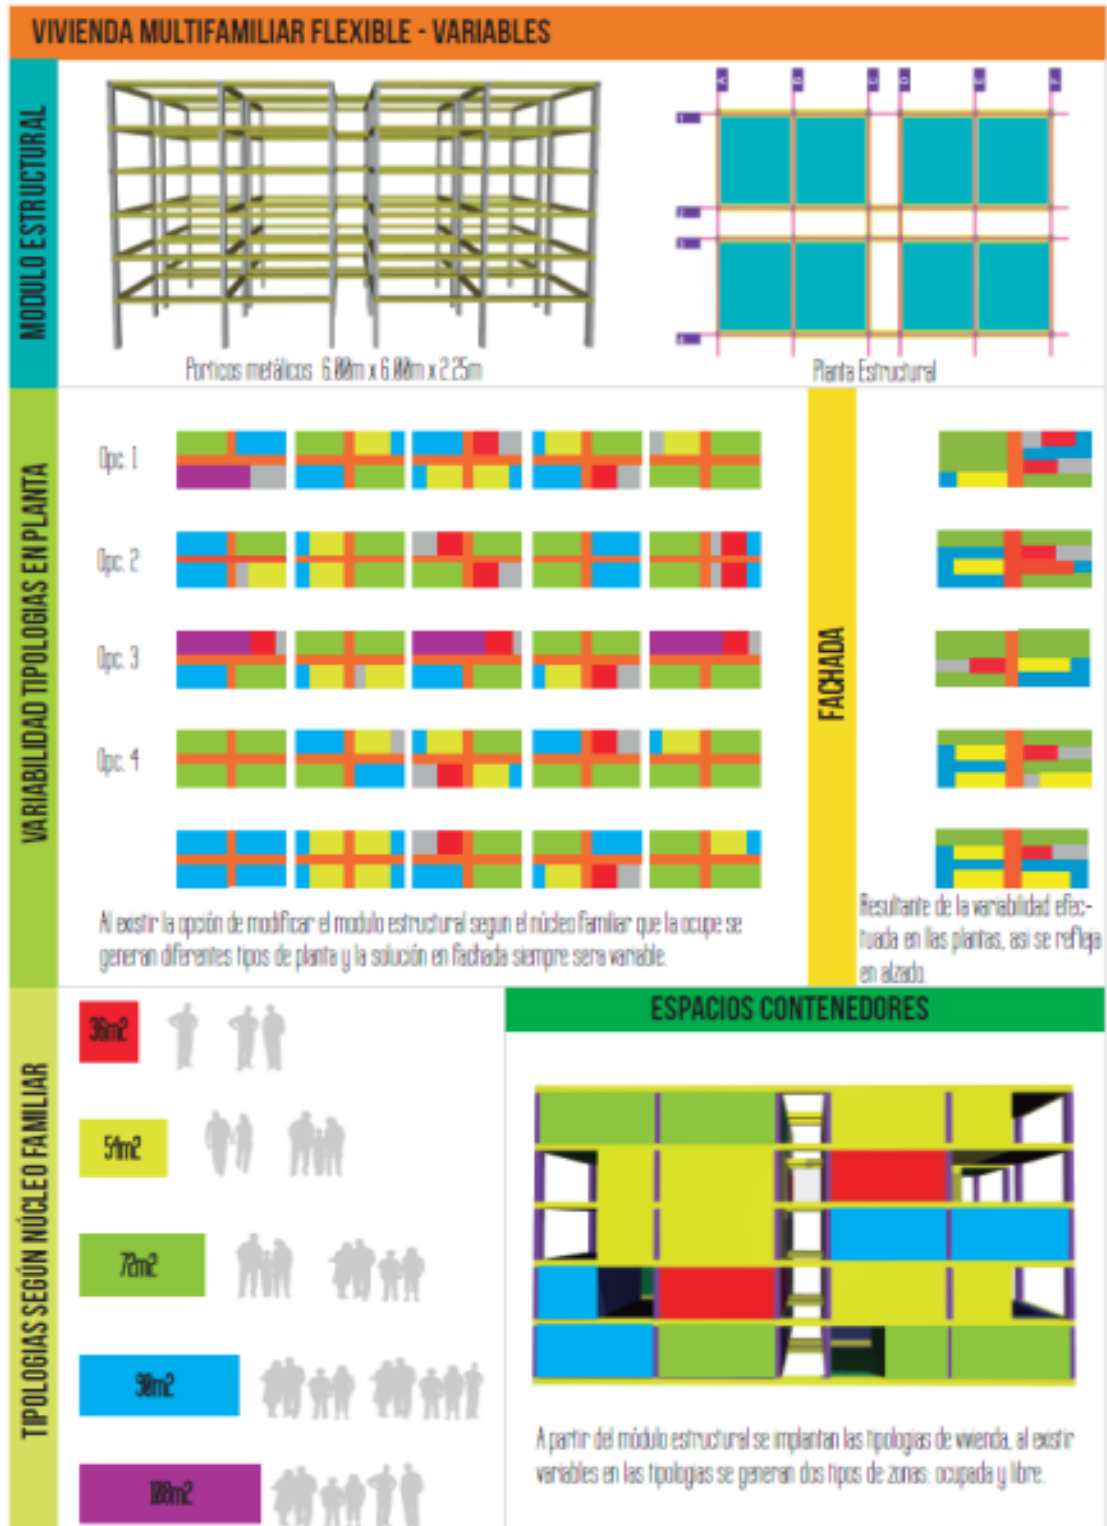 VIVIENDA MULTIFAMILIAR FLEXIBLE - VARIABLES
MODULO ESTRUCTURAL
A B C D E F
1
2
3
4
Porticos metálicos 6.00m x 6.00m x 2.25m
Planta Estructural
VARIABILIDAD TIPOLOGIAS EN PLANTA
Opc. 1
Opc. 2
Opc. 3
Opc. 4
Al existir la opción de modificar el modulo estructural segun el núcleo familiar que la ocupe se
generan diferentes tipos de planta y la solución en fachada siempre sera variable.
FACHADA
Resultante de la variabilidad efec-
tuada en llas plantas, asi se refleja
en alzado.
TIPOLOGIAS SEGÚN NÚCLEO FAMILIAR
36m2
54m2
72m2
90m2
108m2
ESPACIOS CONTENEDORES
A partir del módulo estructural se implantan las tipologias de vivienda, al existir
variables en las tipologias se generan dos tipos de zonas: ocupada y libre.